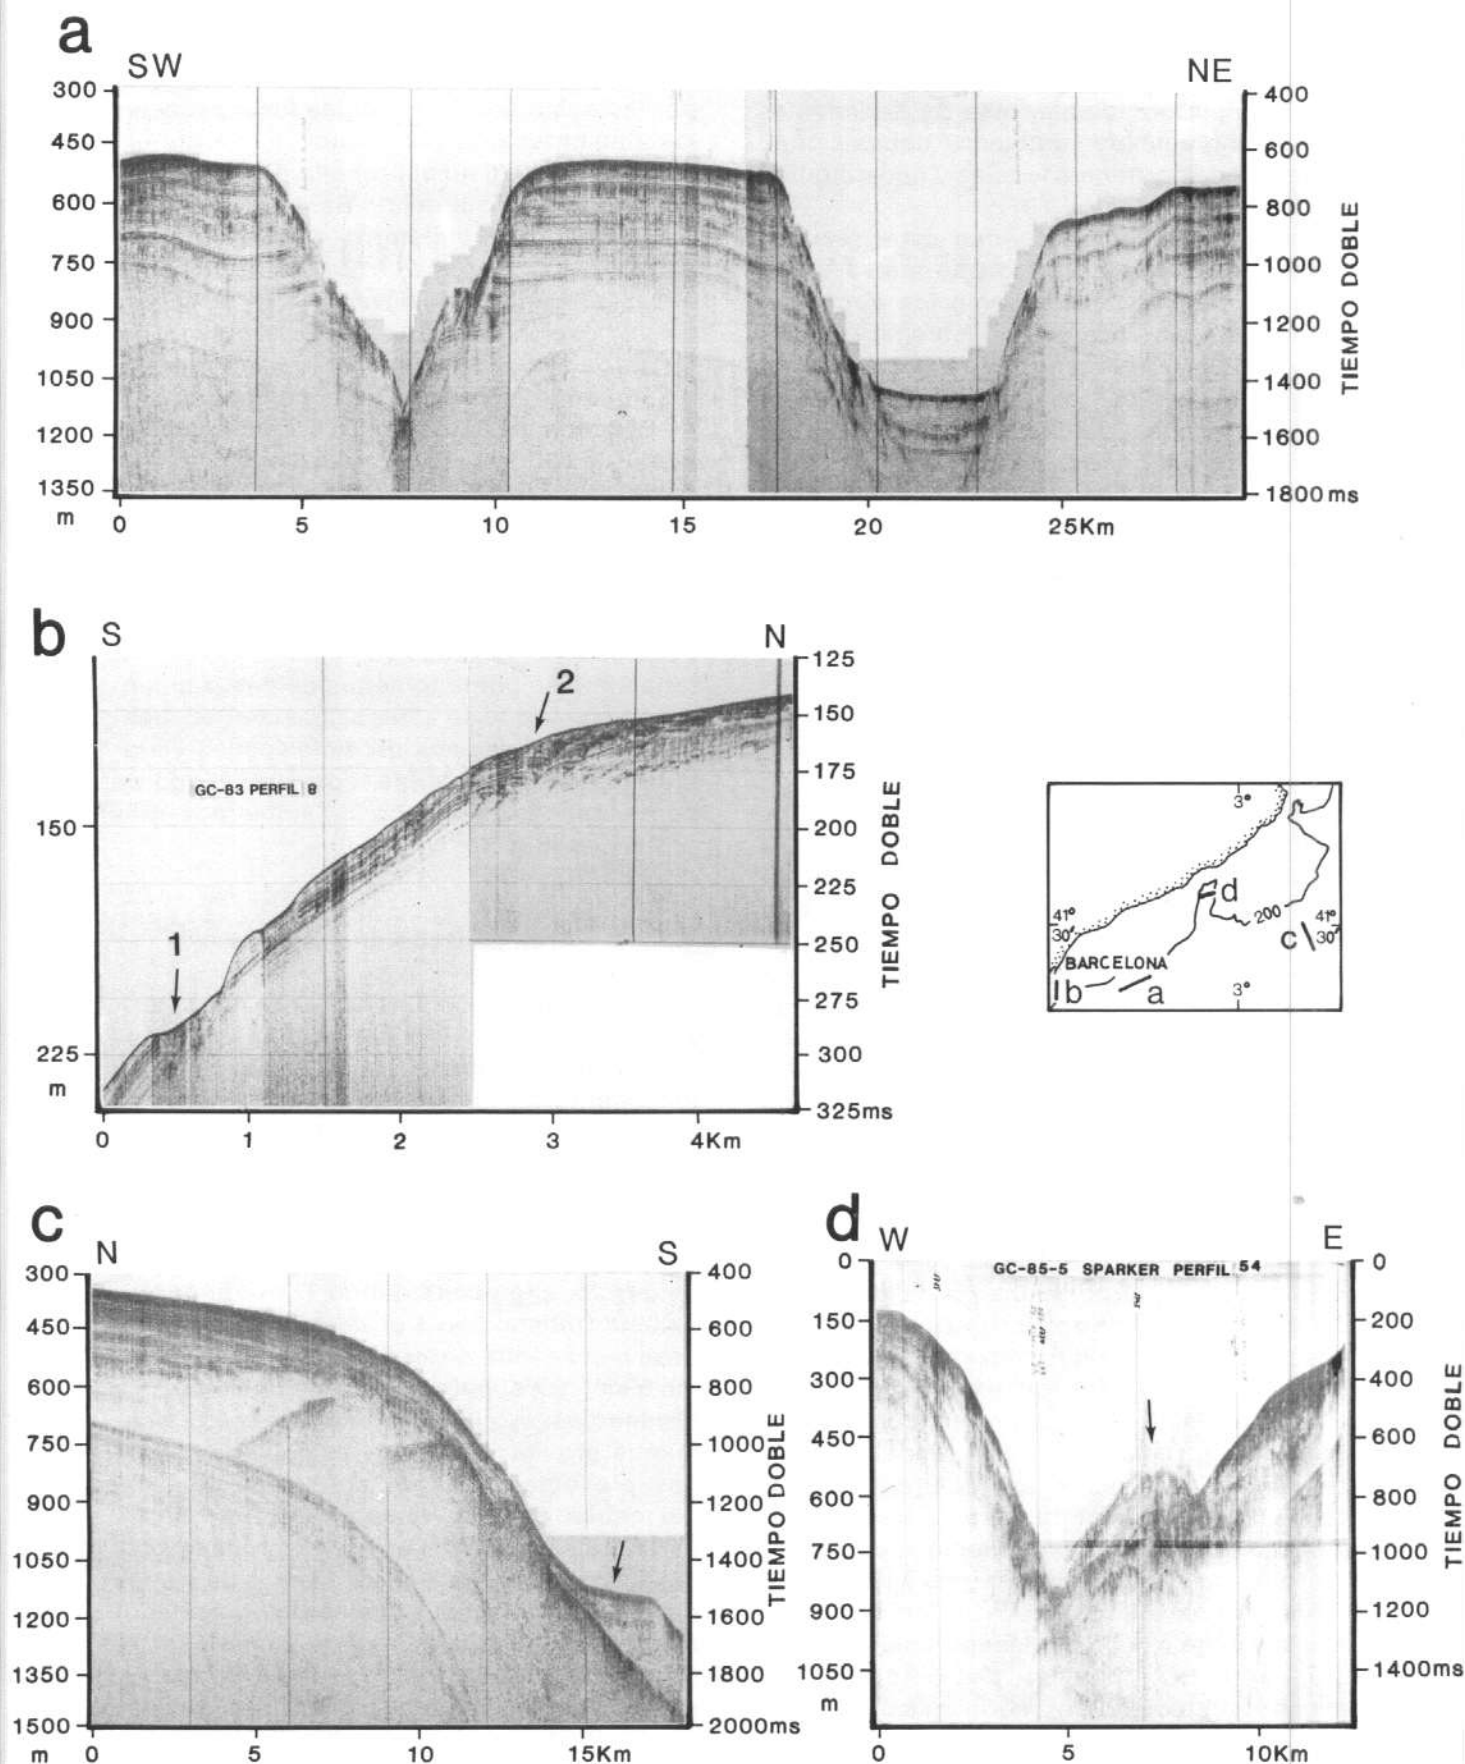 a
SW NE
300 400
450 600
600 800
750 1000
900 1200
1050 1400
1200 1600
1350 1800 ms
TIEMPO DOBLE
m 0 5 10 15 20 25Km
b
S N
125
2
150
175
GC-83 PERFIL 8
150 200
225
1
250
275
225 300
m
325ms
TIEMPO DOBLE
0 1 2 3 4Km
3°
d
200
41° 41°
30' 30'
c
BARCELONA
b a 3°
c
N S
300 400
450 600
600 800
750 1000
900 1200
1050 1400
1200 1600
1350 1800
1500 2000ms
TIEMPO DOBLE
m 0 5 10 15Km
d
W E
GC-85-5 SPARKER PERFIL 54
0 0
150 200
300 400
450 600
600 800
750 1000
900 1200
1050 1400ms
m
TIEMPO DOBLE
0 5 10Km